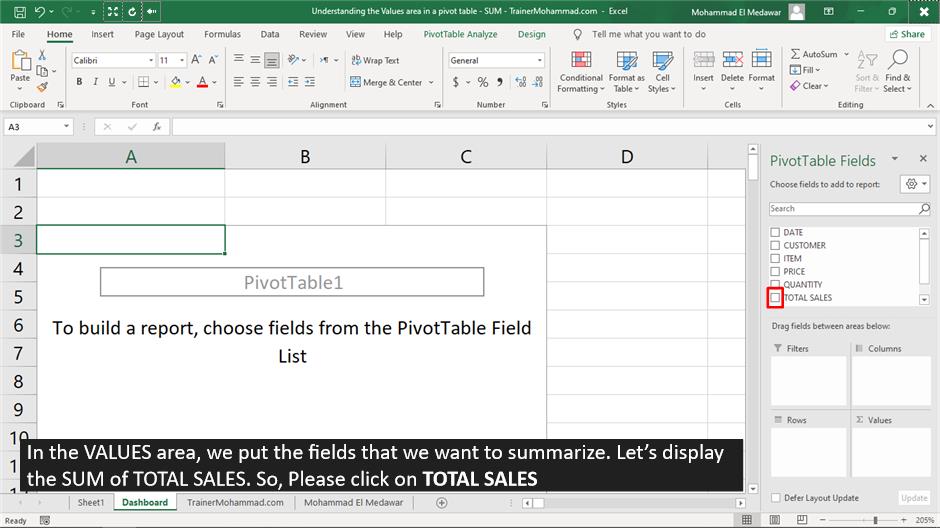 Understanding the Values area in a pivot table - SUM - TrainerMohammad.com - Excel
Mohammad El Medawar
File Home Insert Page Layout Formulas Data Review View Help PivotTable Analyze Design Tell me what you want to do Share
Paste
Clipboard
Calibri 11
B I U
Font
Wrap Text
Merge & Center
Alignment
General
$ % ,
Number
Conditional Formatting
Format as Table
Cell Styles
Styles
Insert Delete Format
Cells
AutoSum
Fill
Clear
Sort & Filter
Find & Select
Editing
A3
fx
A B C D
1
2
3
4
5
6
7
8
9
10
1
1
PivotTable1
To build a report, choose fields from the PivotTable Field
List
PivotTable Fields
Choose fields to add to report:
Search
DATE
CUSTOMER
ITEM
PRICE
QUANTITY
TOTAL SALES
Drag fields between areas below:
Filters Columns
Rows Σ Values
Defer Layout Update Update
In the VALUES area, we put the fields that we want to summarize. Let’s display
the SUM of TOTAL SALES. So, Please click on TOTAL SALES
Sheet1 Dashboard TrainerMohammad.com Mohammad El Medawar
Ready
205%